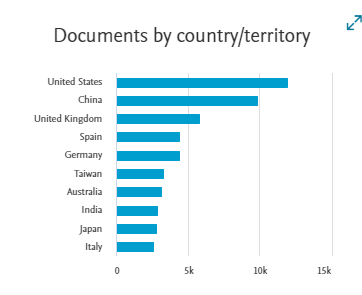 Documents by country/territory
United States
China
United Kingdom
Spain
Germany
Taiwan
Australia
India
Japan
Italy
0 5k 10k 15k